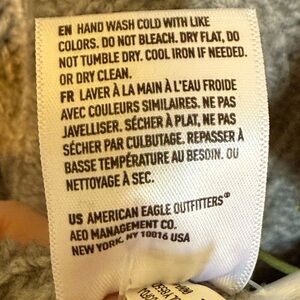 EN HAND WASH COLD WITH LIKE
COLORS. DO NOT BLEACH. DRY FLAT, DO
NOT TUMBLE DRY. COOL IRON IF NEEDED.
OR DRY CLEAN.
FR LAVER À LA MAIN À L'EAU FROIDE
AVEC COULEURS SIMILAIRES. NE PAS
JAVELLISER. SÉCHER À PLAT, NE PAS
SÉCHER PAR CULBUTAGE. REPASSER À
BASSE TEMPÉRATURE AU BESOIN. OU
NETTOYAGE À SEC.
US AMERICAN EAGLE OUTFITTERS®
AEO MANAGEMENT CO.
NEW YORK, NY 10016 USA